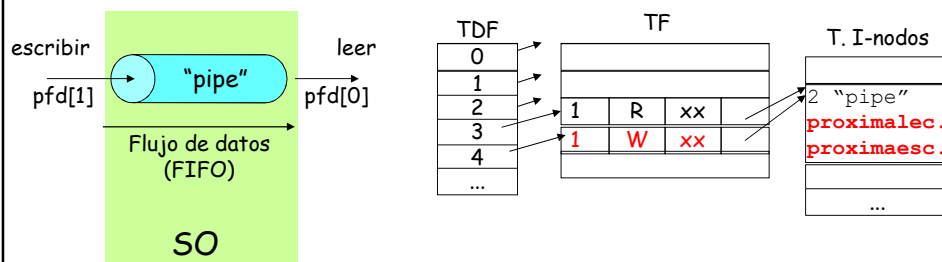 escribir
leer
"pipe"
pfd[1]
pfd[0]
Flujo de datos
(FIFO)
SO
TDF
0
1
2
3
4
...
TF
1 R xx
1 W xx
T. I-nodos
2 "pipe"
proximalec.
proximaesc.
...